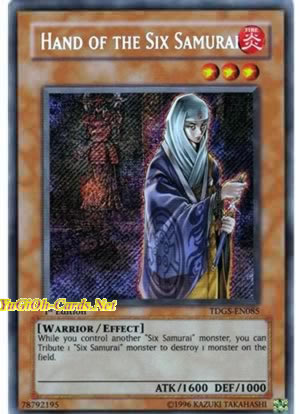 HAND OF THE SIX SAMURAI
FIRE
炎
1st Edition
TDGS-EN085
YuGiOh-Cards.Net
[WARRIOR / EFFECT]
While you control another "Six Samurai" monster, you can
Tribute 1 "Six Samurai" monster to destroy 1 monster on the
field.
ATK/1600 DEF/1000
78792195
©1996 KAZUKI TAKAHASHI